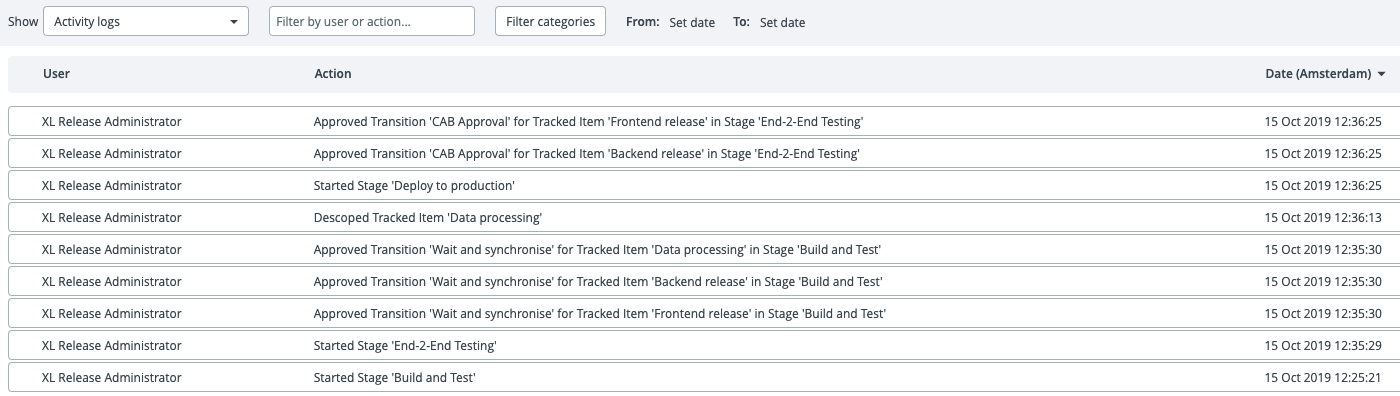 Show Activity logs Filter by user or action... Filter categories From: Set date To: Set date
User Action Date (Amsterdam)
XL Release Administrator Approved Transition 'CAB Approval' for Tracked Item 'Frontend release' in Stage 'End-2-End Testing' 15 Oct 2019 12:36:25
XL Release Administrator Approved Transition 'CAB Approval' for Tracked Item 'Backend release' in Stage 'End-2-End Testing' 15 Oct 2019 12:36:25
XL Release Administrator Started Stage 'Deploy to production' 15 Oct 2019 12:36:25
XL Release Administrator Descoped Tracked Item 'Data processing' 15 Oct 2019 12:36:13
XL Release Administrator Approved Transition 'Wait and synchronise' for Tracked Item 'Data processing' in Stage 'Build and Test' 15 Oct 2019 12:35:30
XL Release Administrator Approved Transition 'Wait and synchronise' for Tracked Item 'Backend release' in Stage 'Build and Test' 15 Oct 2019 12:35:30
XL Release Administrator Approved Transition 'Wait and synchronise' for Tracked Item 'Frontend release' in Stage 'Build and Test' 15 Oct 2019 12:35:30
XL Release Administrator Started Stage 'End-2-End Testing' 15 Oct 2019 12:35:29
XL Release Administrator Started Stage 'Build and Test' 15 Oct 2019 12:25:21